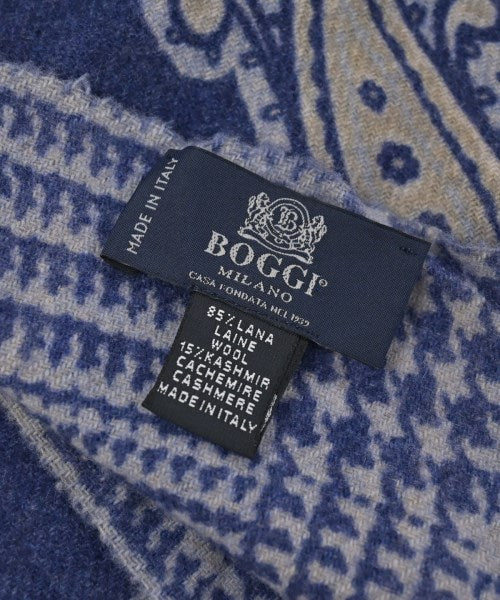 MADE IN ITALY
B
BOGGI®
MILANO
CASA FONDATA NEL 1939
85% LANA
LAINE
WOOL
15% KASHMIR
CACHEMIRE
CASHMERE
MADE IN ITALY